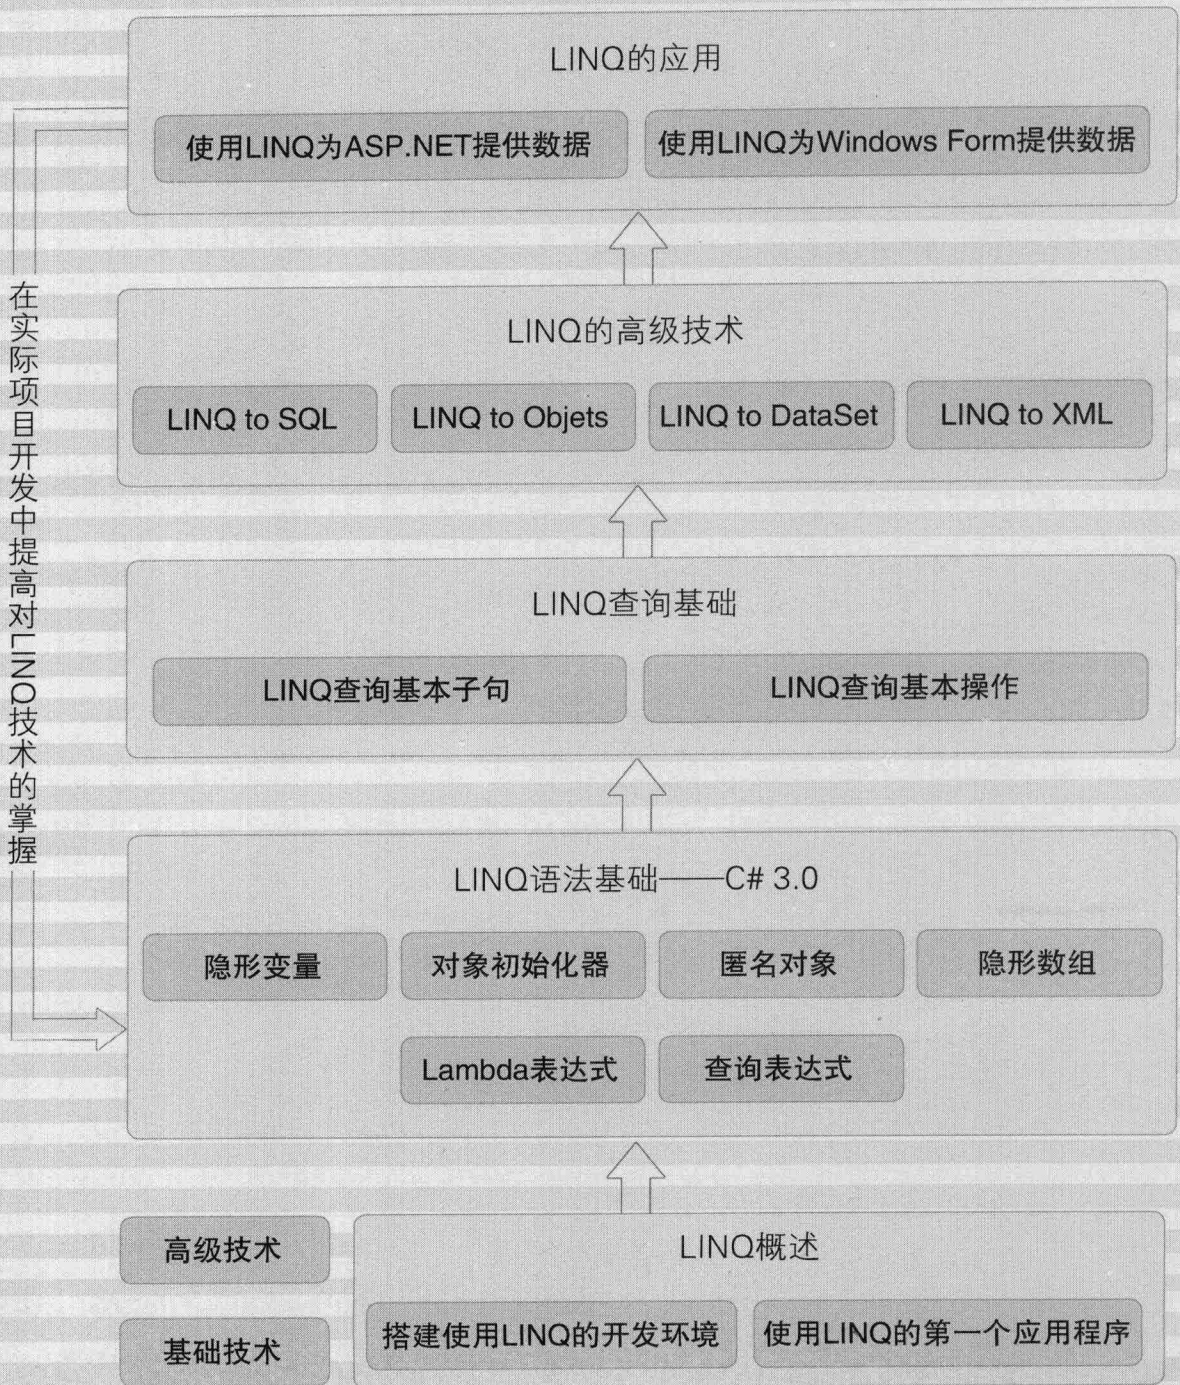 LINQ的应用
使用LINQ为ASP.NET提供数据
使用LINQ为Windows Form提供数据
在实际项目开发中提高对LINQ技术的掌握
LINQ的高级技术
LINQ to SQL
LINQ to Objets
LINQ to DataSet
LINQ to XML
LINQ查询基础
LINQ查询基本子句
LINQ查询基本操作
LINQ语法基础——C# 3.0
隐形变量
对象初始化器
匿名对象
隐形数组
Lambda表达式
查询表达式
高级技术
基础技术
LINQ概述
搭建使用LINQ的开发环境
使用LINQ的第一个应用程序